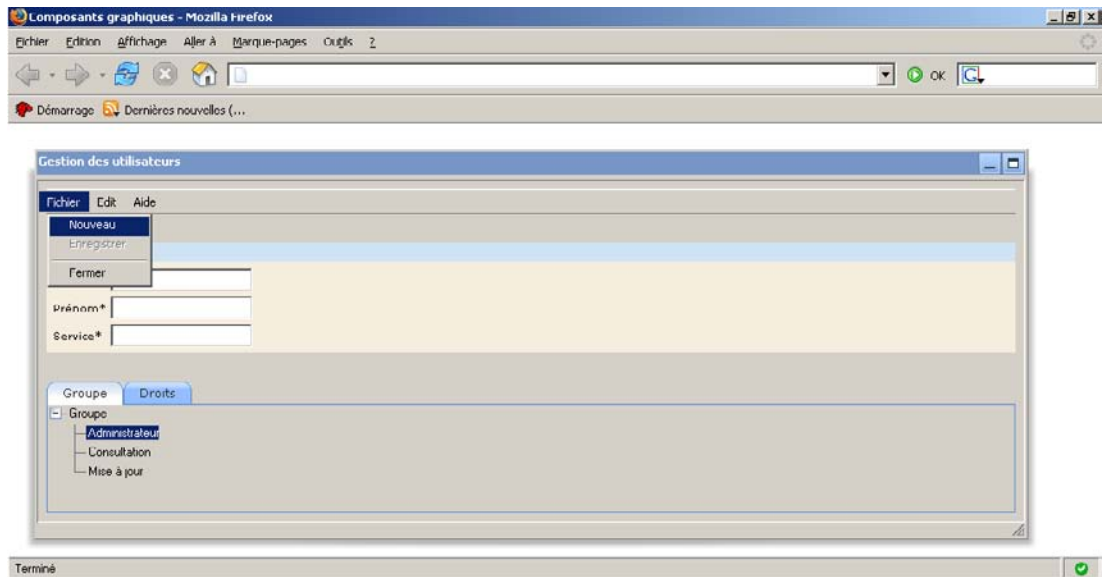 Composants graphiques - Mozilla Firefox
Fichier Edition Affichage Aller à Marque-pages Outils ?
OK G
Démarrage Dernières nouvelles (...
Gestion des utilisateurs
Fichier Edit Aide
Nouveau
Enregistrer
Fermer
Prénom*
Service*
Groupe Droits
Groupe
Administrateur
Consultation
Mise à jour
Terminé